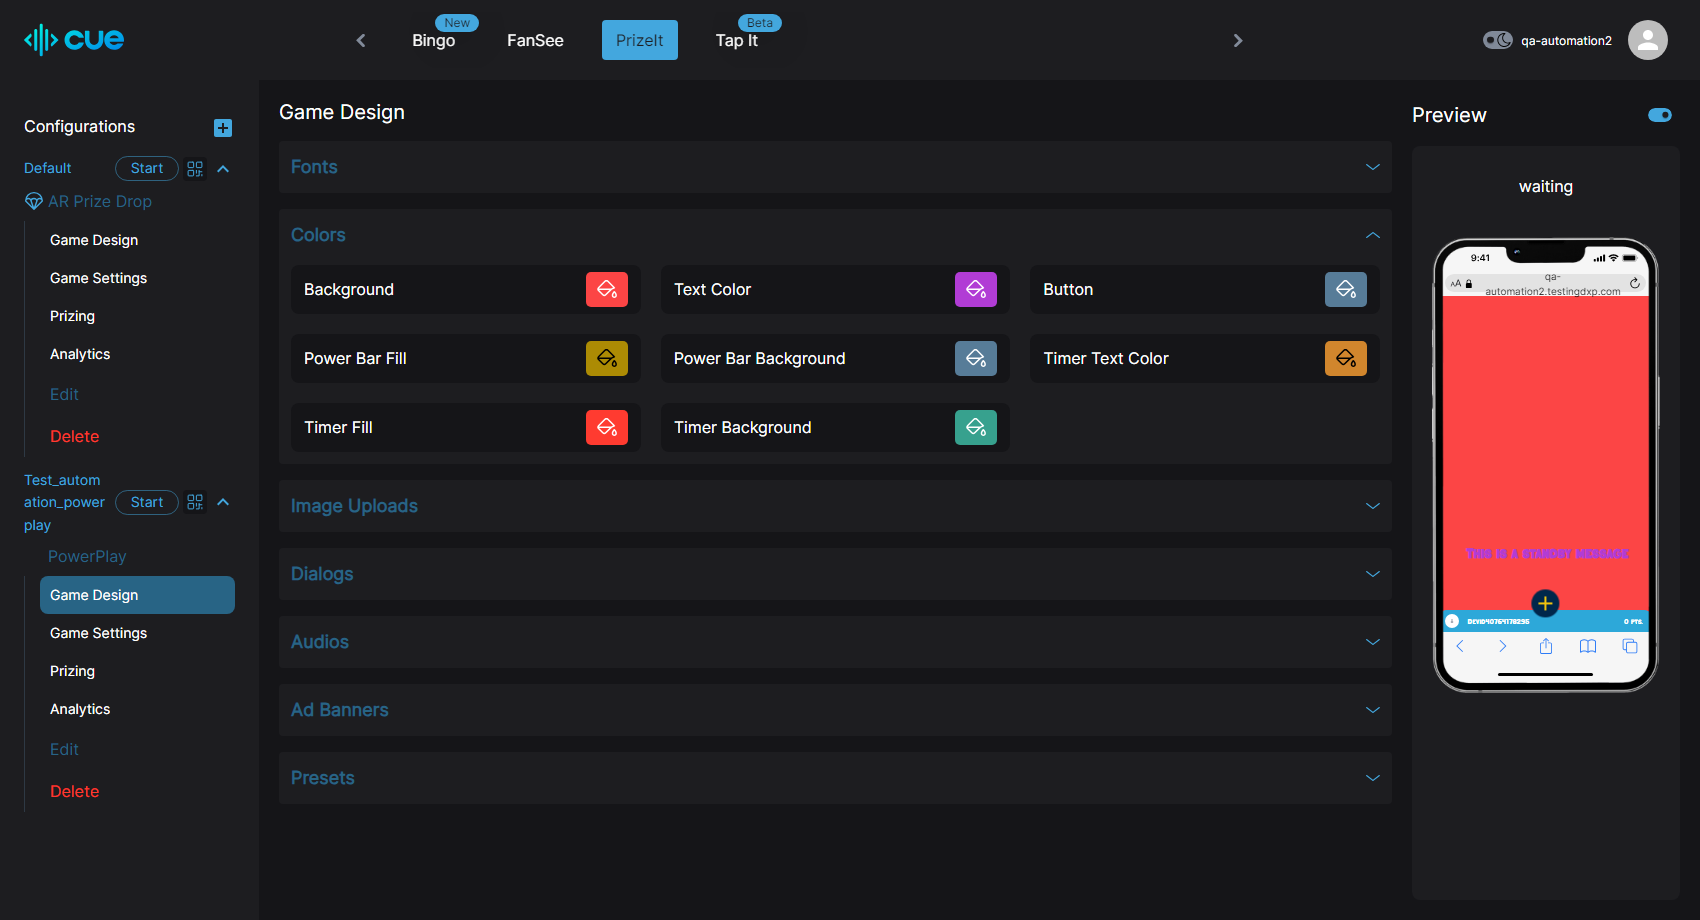 cue
Bingo
New
FanSee
PrizeIt
Tap It
Beta
qa-automation2
Configurations
Default
Start
AR Prize Drop
Game Design
Game Settings
Prizing
Analytics
Edit
Delete
Test_autom
ation_power
play
Start
PowerPlay
Game Design
Game Settings
Prizing
Analytics
Edit
Delete
Game Design
Fonts
Colors
Background
Text Color
Button
Power Bar Fill
Power Bar Background
Timer Text Color
Timer Fill
Timer Background
Image Uploads
Dialogs
Audios
Ad Banners
Presets
Preview
waiting
9:41
AA
qa-
automation2.testingdxp.com
This is a standby message
0 PTS.